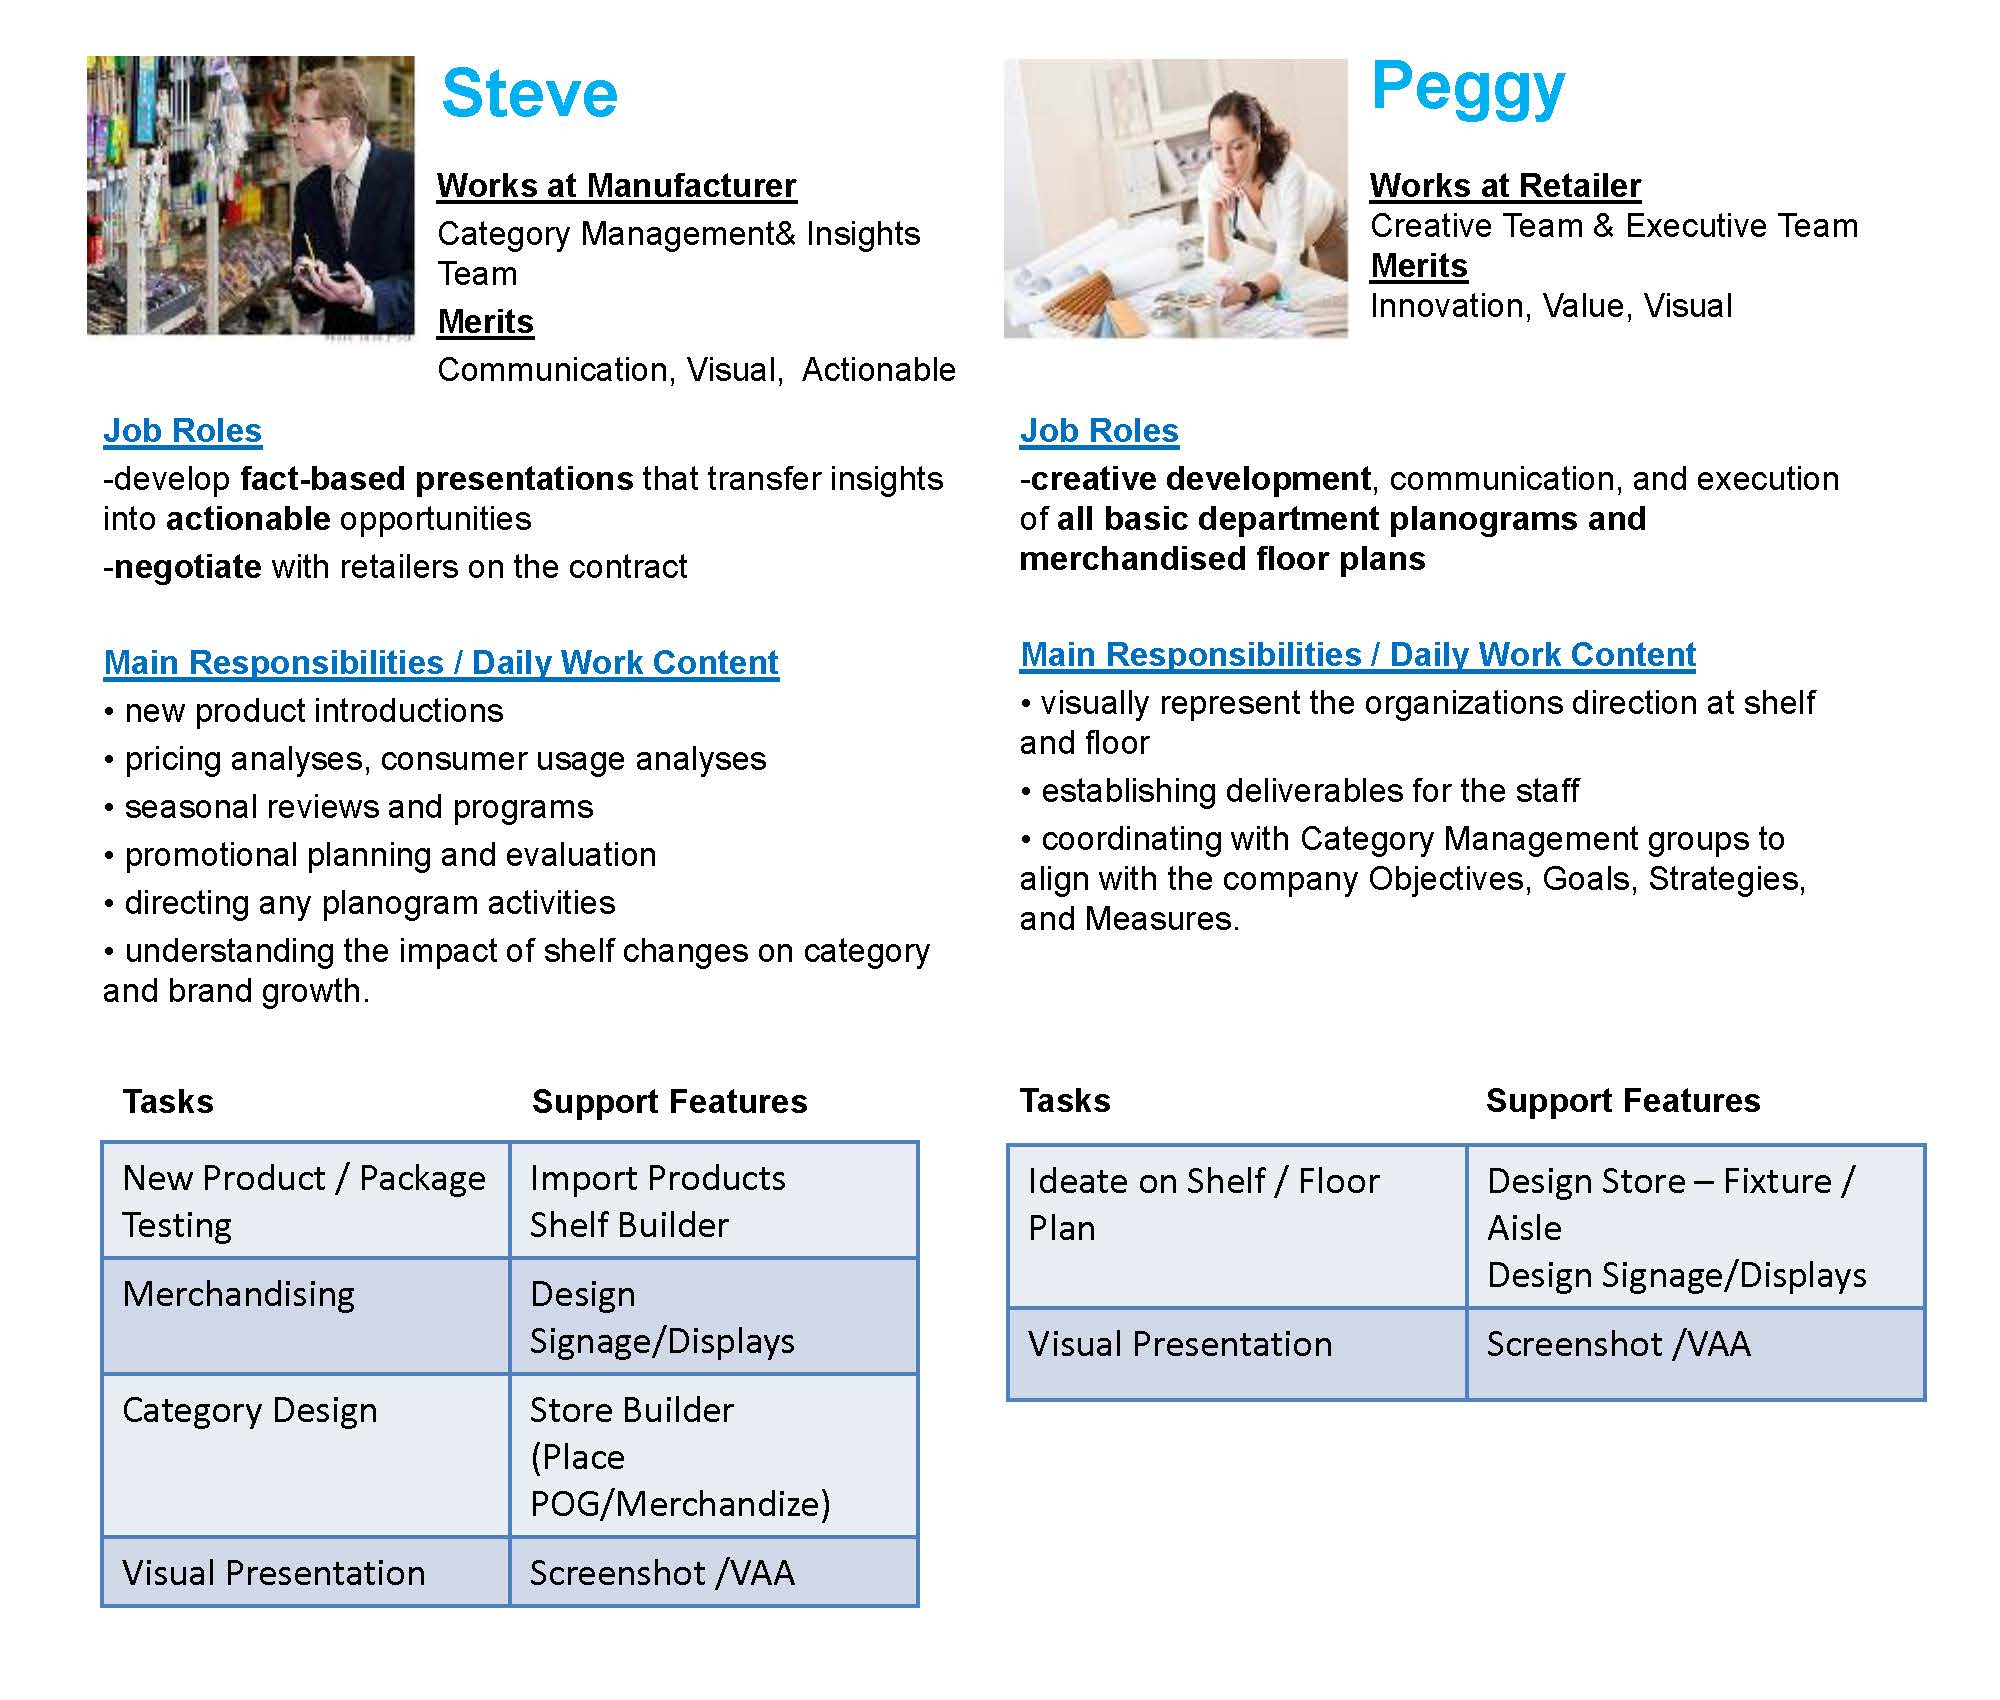 Steve
Works at Manufacturer
Category Management& Insights
Team
Merits
Communication, Visual,  Actionable
Job Roles
-develop fact-based presentations that transfer insights
into actionable opportunities
-negotiate with retailers on the contract
Main Responsibilities / Daily Work Content
• new product introductions
• pricing analyses, consumer usage analyses
• seasonal reviews and programs
• promotional planning and evaluation
• directing any planogram activities
• understanding the impact of shelf changes on category
and brand growth.
Tasks
Support Features
New Product / Package
Testing
Import Products
Shelf Builder
Merchandising
Design
Signage/Displays
Category Design
Store Builder
(Place
POG/Merchandize)
Visual Presentation
Screenshot /VAA
Peggy
Works at Retailer
Creative Team & Executive Team
Merits
Innovation, Value, Visual
Job Roles
-creative development, communication, and execution
of all basic department planograms and
merchandised floor plans
Main Responsibilities / Daily Work Content
• visually represent the organizations direction at shelf
and floor
• establishing deliverables for the staff
• coordinating with Category Management groups to
align with the company Objectives, Goals, Strategies,
and Measures.
Tasks
Support Features
Ideate on Shelf / Floor
Plan
Design Store – Fixture /
Aisle
Design Signage/Displays
Visual Presentation
Screenshot /VAA